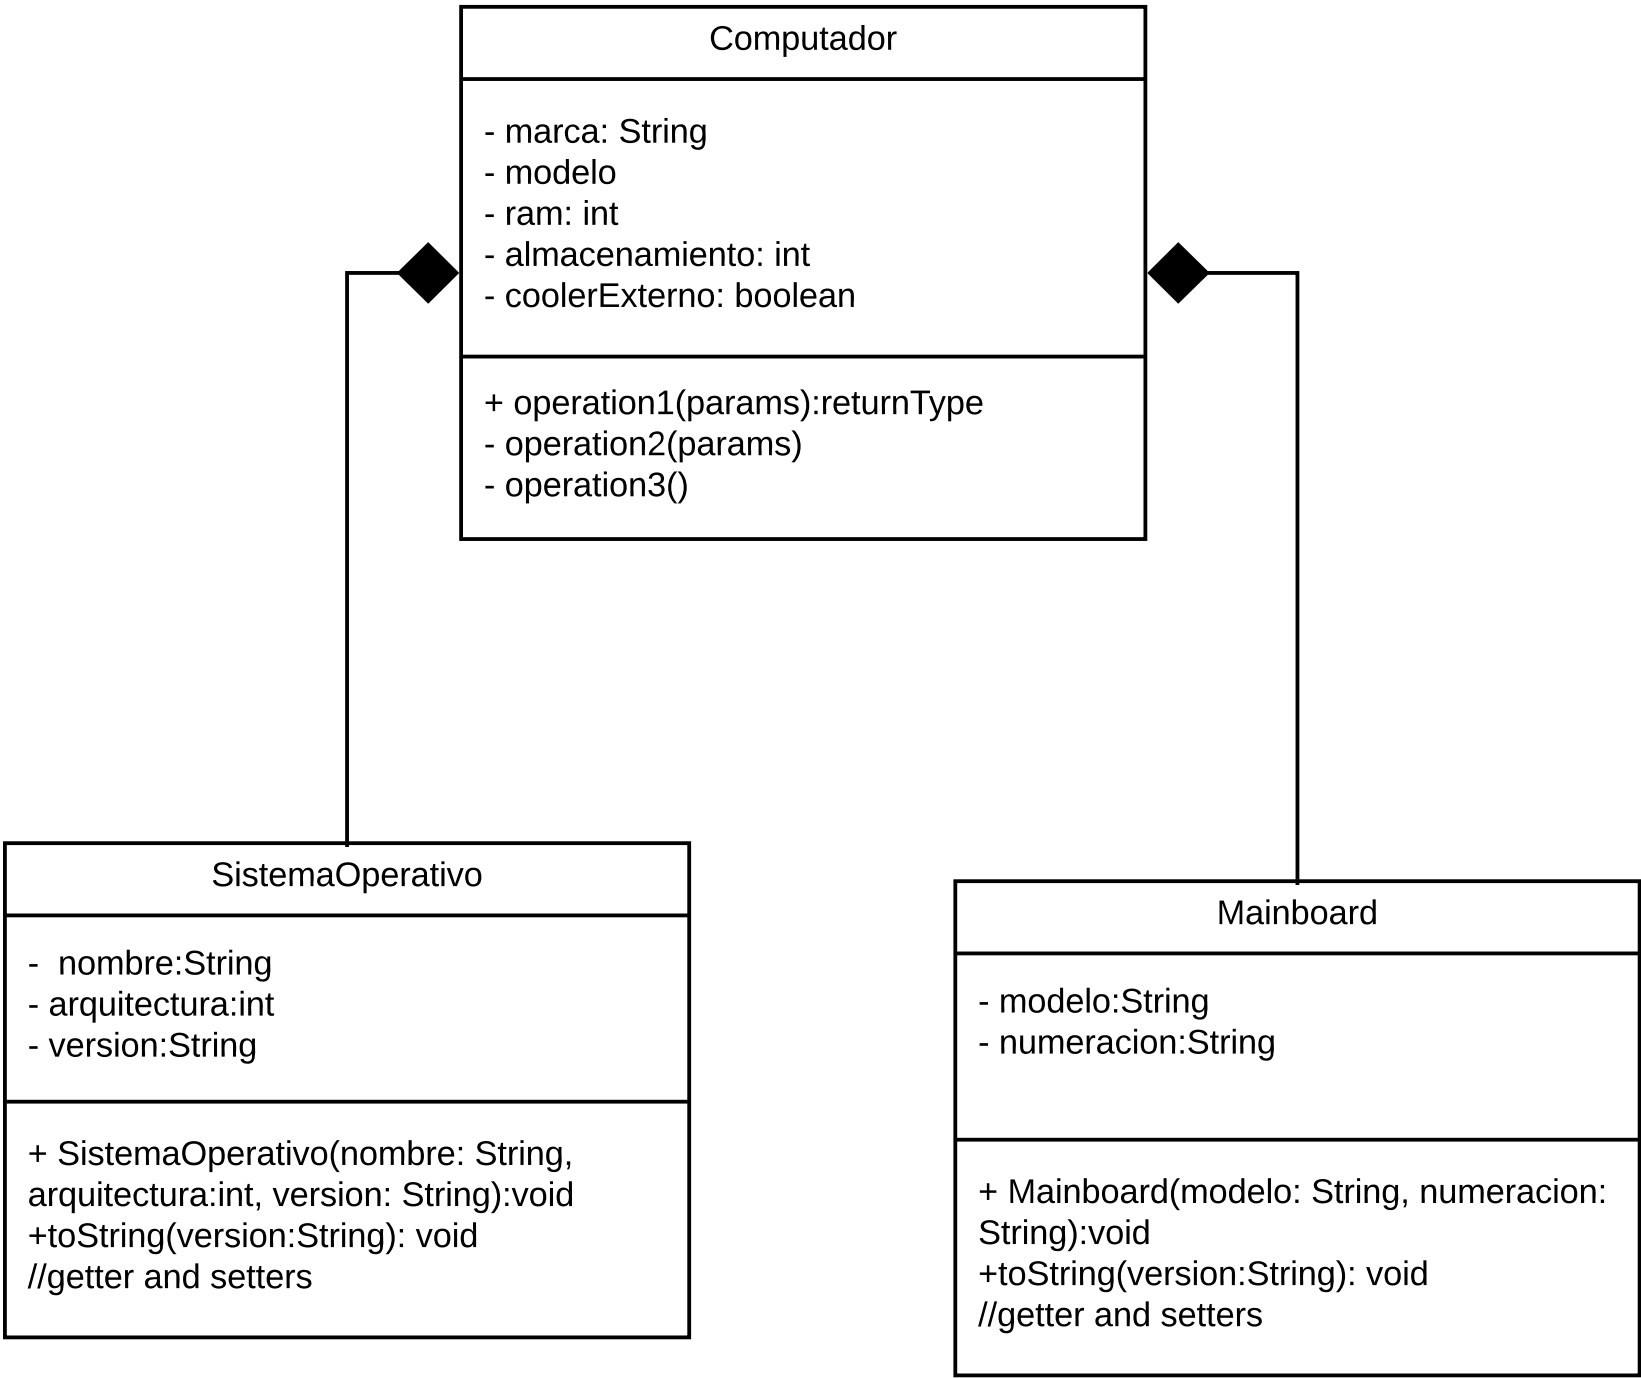 Computador
- marca: String
- modelo
- ram: int
- almacenamiento: int
- coolerExterno: boolean
+ operation1(params):returnType
- operation2(params)
- operation3()
SistemaOperativo
-  nombre:String
- arquitectura:int
- version:String
+ SistemaOperativo(nombre: String,
arquitectura:int, version: String):void
+toString(version:String): void
//getter and setters
Mainboard
- modelo:String
- numeracion:String
+ Mainboard(modelo: String, numeracion:
String):void
+toString(version:String): void
//getter and setters